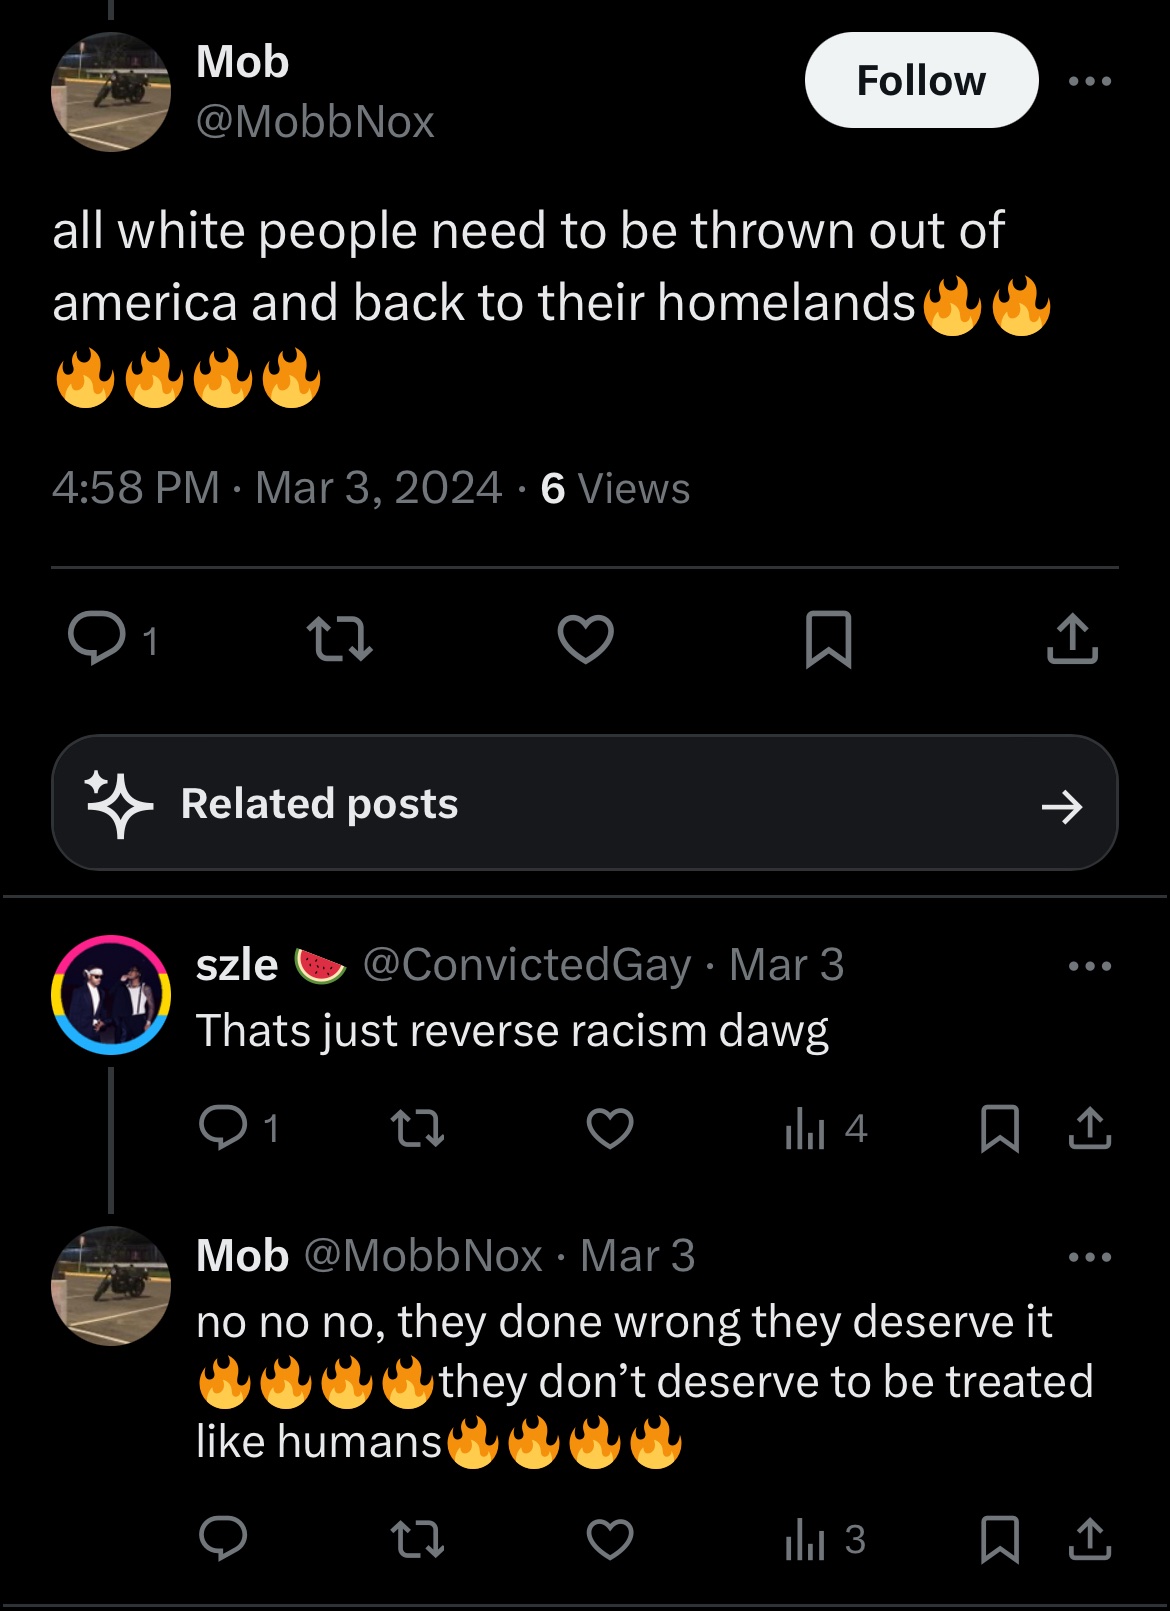 Mob
Follow
@MobbNox
all white people need to be thrown out of
america and back to their homelands🔥🔥
🔥🔥🔥🔥
4:58 PM · Mar 3, 2024 · 6 Views
1
Related posts
szle 🍉 @ConvictedGay · Mar 3
Thats just reverse racism dawg
1 4
Mob @MobbNox · Mar 3
no no no, they done wrong they deserve it
🔥🔥🔥🔥they don’t deserve to be treated
like humans🔥🔥🔥🔥
3